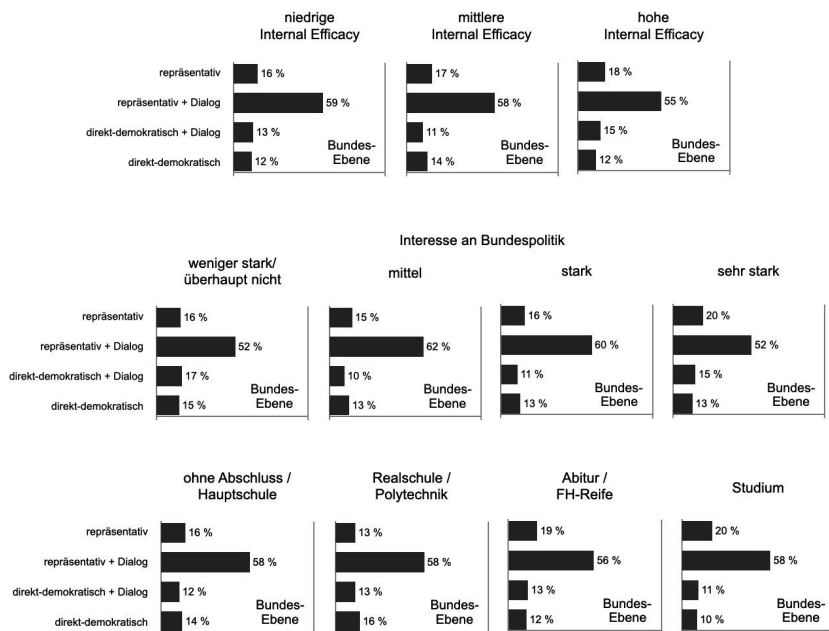 niedrige
Internal Efficacy
mittlere
Internal Efficacy
hohe
Internal Efficacy
repräsentativ
16 %
17 %
18 %
repräsentativ + Dialog
59 %
58 %
55 %
direkt-demokratisch + Dialog
13 %
11 %
15 %
direkt-demokratisch
12 %
14 %
12 %
Bundes-
Ebene
Bundes-
Ebene
Bundes-
Ebene
Interesse an Bundespolitik
weniger stark/
überhaupt nicht
mittel
stark
sehr stark
repräsentativ
16 %
15 %
16 %
20 %
repräsentativ + Dialog
52 %
62 %
60 %
52 %
direkt-demokratisch + Dialog
17 %
10 %
11 %
15 %
direkt-demokratisch
15 %
13 %
13 %
13 %
Bundes-
Ebene
Bundes-
Ebene
Bundes-
Ebene
Bundes-
Ebene
ohne Abschluss /
Hauptschule
Realschule /
Polytechnik
Abitur /
FH-Reife
Studium
repräsentativ
16 %
13 %
19 %
20 %
repräsentativ + Dialog
58 %
58 %
56 %
58 %
direkt-demokratisch + Dialog
12 %
13 %
13 %
11 %
direkt-demokratisch
14 %
16 %
12 %
10 %
Bundes-
Ebene
Bundes-
Ebene
Bundes-
Ebene
Bundes-
Ebene